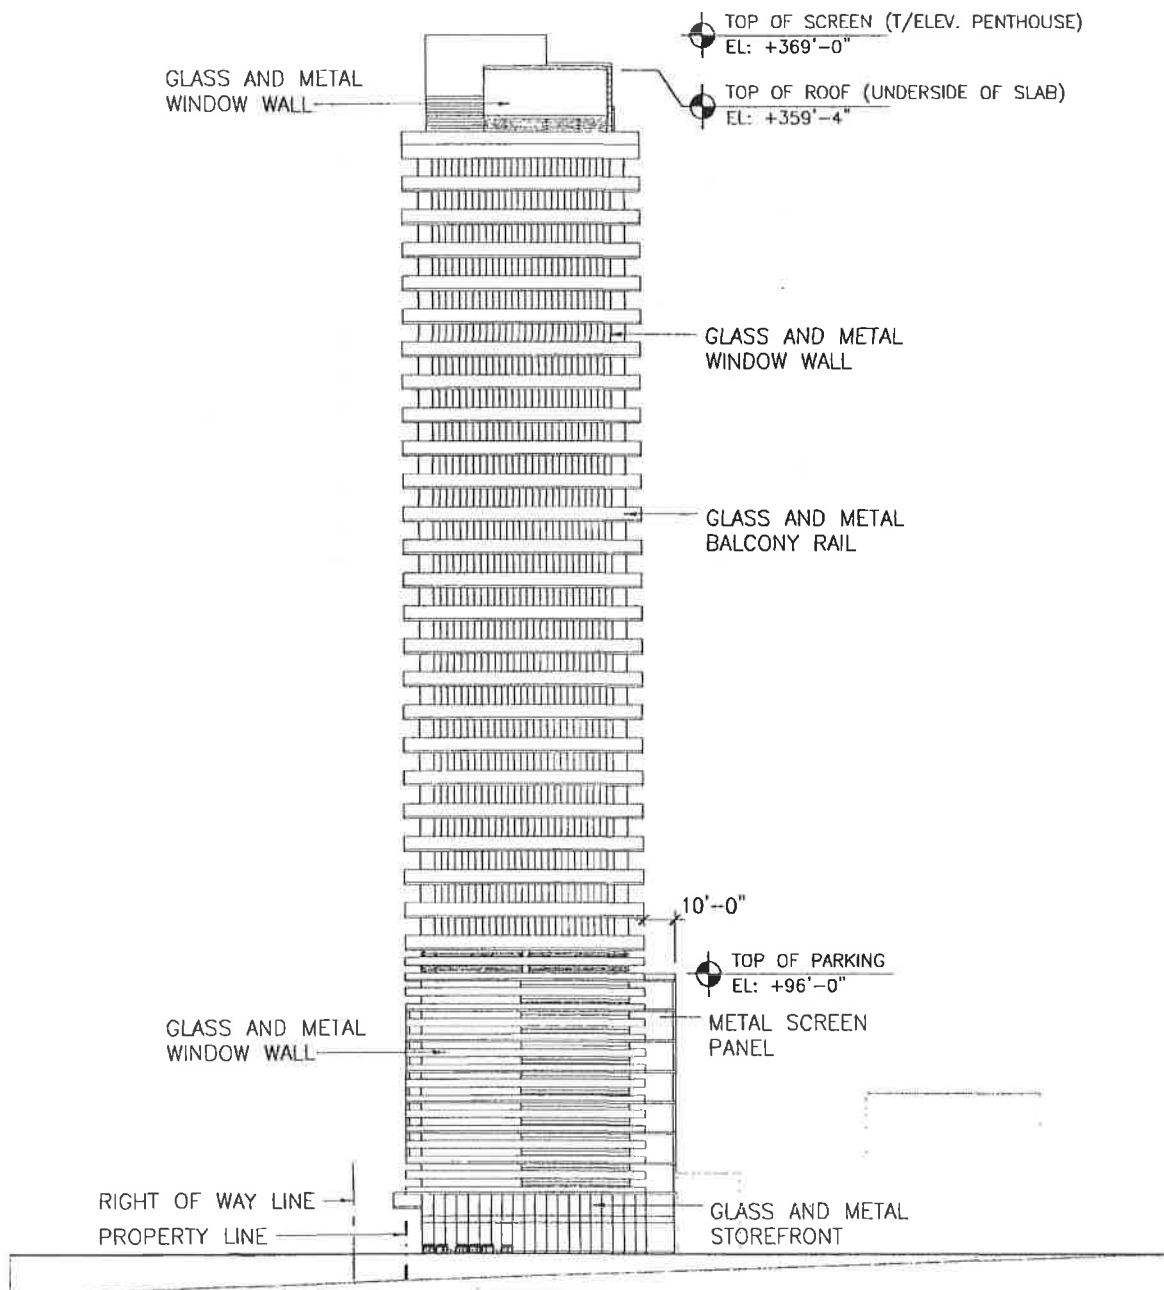 TOP OF SCREEN (T/ELEV. PENTHOUSE)
EL: +369'-0"
GLASS AND METAL
WINDOW WALL
TOP OF ROOF (UNDERSIDE OF SLAB)
EL: +359'-4"
GLASS AND METAL
WINDOW WALL
GLASS AND METAL
BALCONY RAIL
10'-0"
TOP OF PARKING
EL: +96'-0"
GLASS AND METAL
WINDOW WALL
METAL SCREEN
PANEL
RIGHT OF WAY LINE
PROPERTY LINE
GLASS AND METAL
STOREFRONT